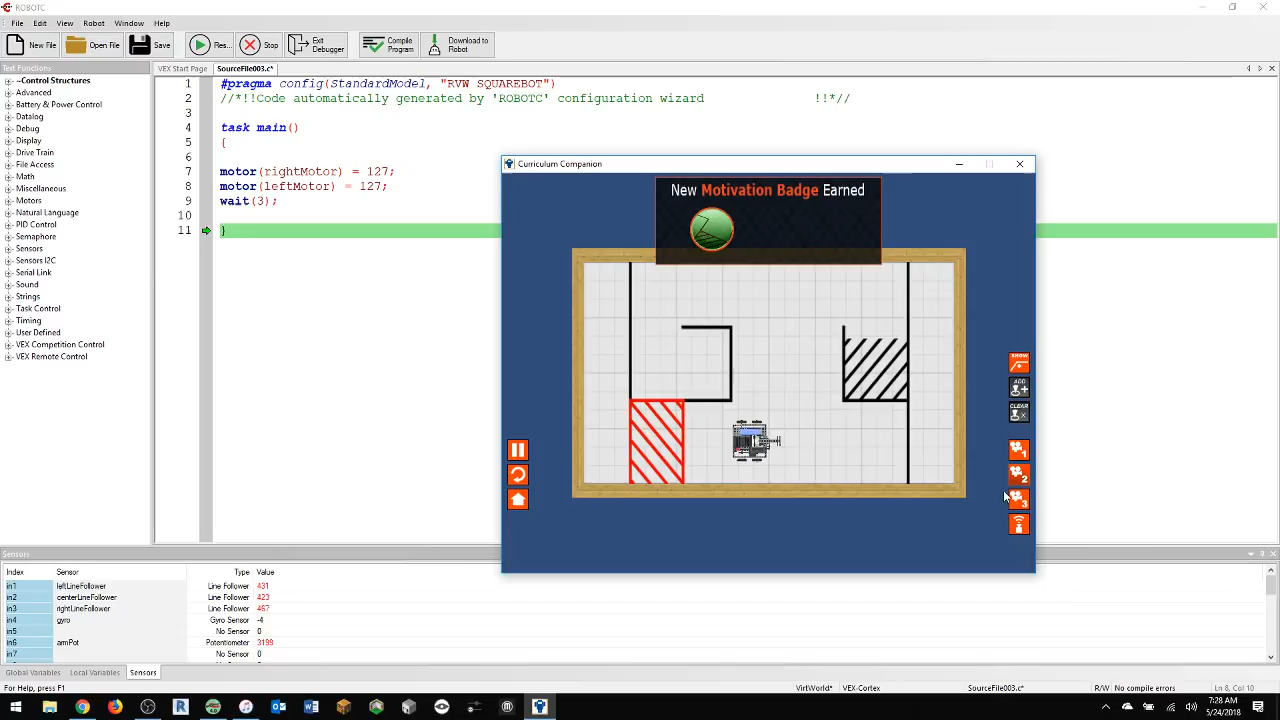 ROBOTC
File Edit View Robot Window Help
New File Open File Save Res... Stop Exit Debugger Compile Program Download to Robot
Text Functions
~Control Structures
Advanced
Battery & Power Control
Datalog
Debug
Display
Drive Train
File Access
Math
Miscellaneous
Motors
Natural Language
PID Control
Semaphore
Sensors
Sensors I2C
Serial Link
Sound
Strings
Task Control
Timing
User Defined
VEX Competition Control
VEX Remote Control
VEX Start Page SourceFile003.c*
1 #pragma config(StandardModel, "RVW SQUAREBOT")
2 //*!!Code automatically generated by 'ROBOTC' configuration wizard !!*//
3
4 task main()
5 {
6
7 motor(rightMotor) = 127;
8 motor(leftMotor) = 127;
9 wait(3);
10
11 }
Curriculum Companion
New Motivation Badge Earned
SHOW
ADD
CLEAR
1
2
3
Sensors
Index Sensor Type Value
in1 leftLineFollower Line Follower 431
in2 centerLineFollower Line Follower 423
in3 rightLineFollower Line Follower 467
in4 gyro Gyro Sensor -4
in5 No Sensor 0
in6 armPot Potentiometer 3199
in7 No Sensor 0
Global Variables Local Variables Sensors
For Help, press F1 VirtWorld* VEX-Cortex SourceFile003.c* R/W No compile errors Ln 8, Col 10
7:28 AM
5/24/2018